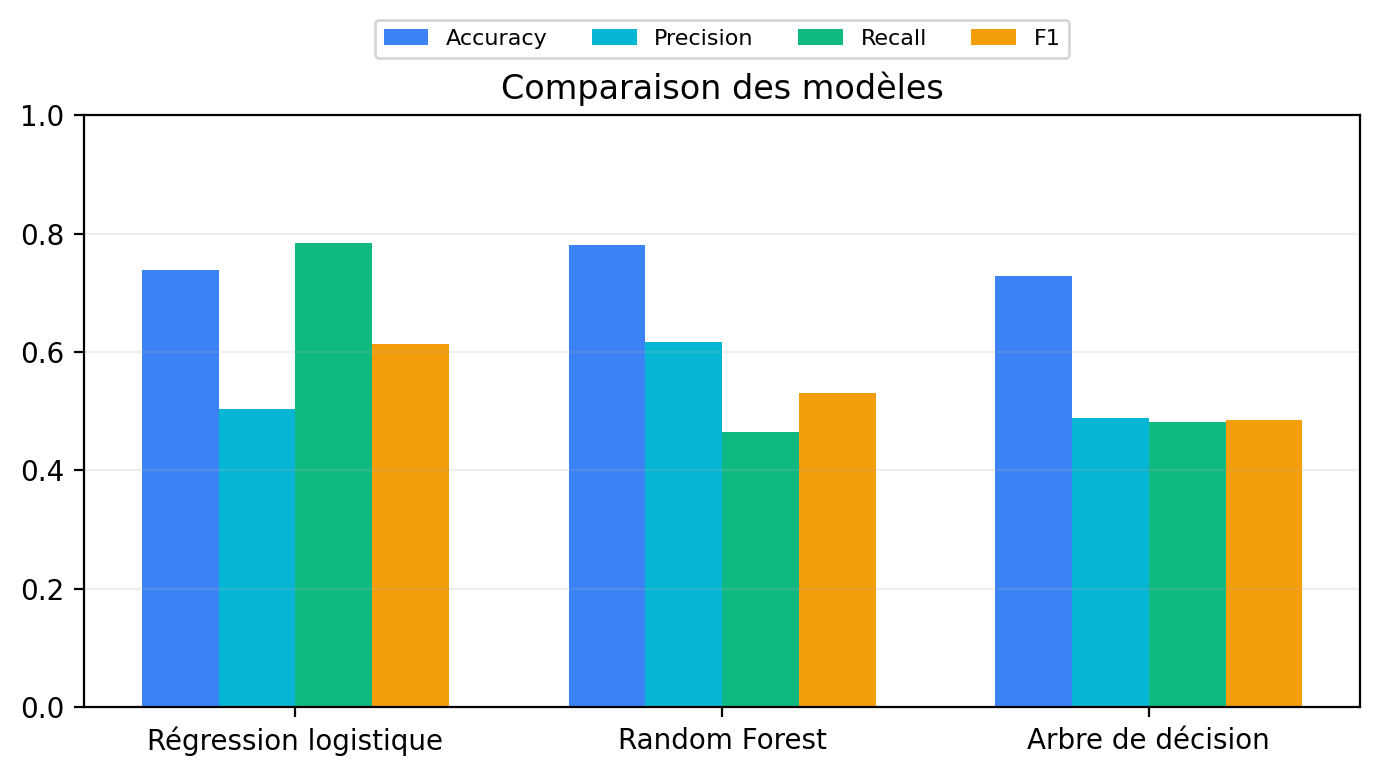 Accuracy Precision Recall F1
Comparaison des modèles
1.0
0.8
0.6
0.4
0.2
0.0
Régression logistique Random Forest Arbre de décision